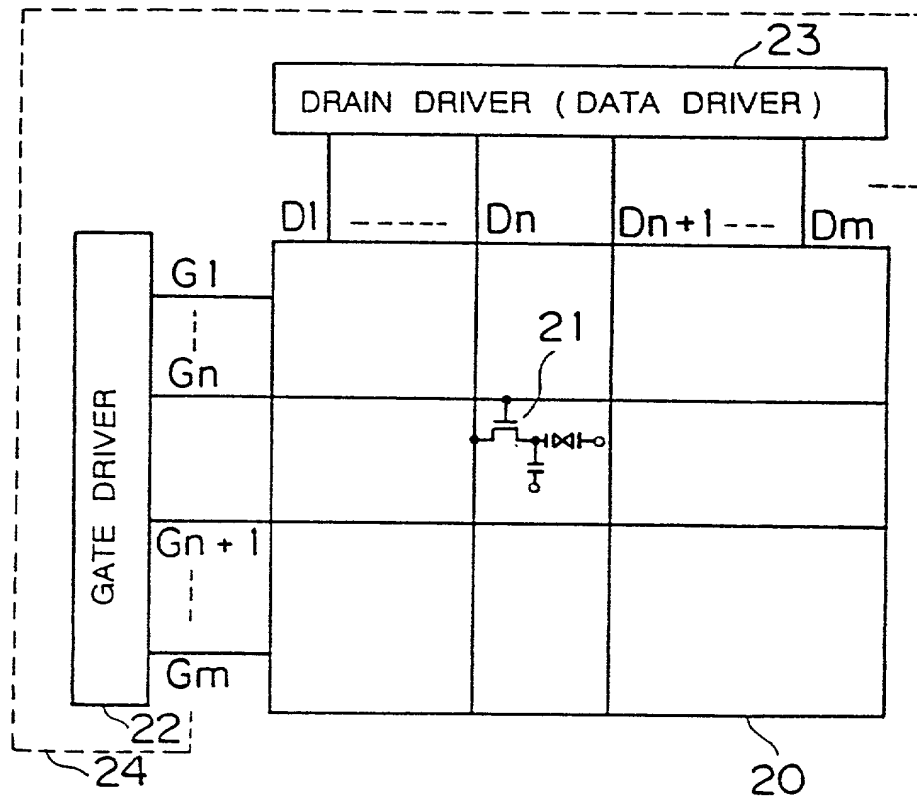 23
DRAIN DRIVER ( DATA DRIVER )
D1 ------ Dn Dn+1 --- Dm
G1
Gn
21
GATE DRIVER
Gn + 1
Gm
22
24
20